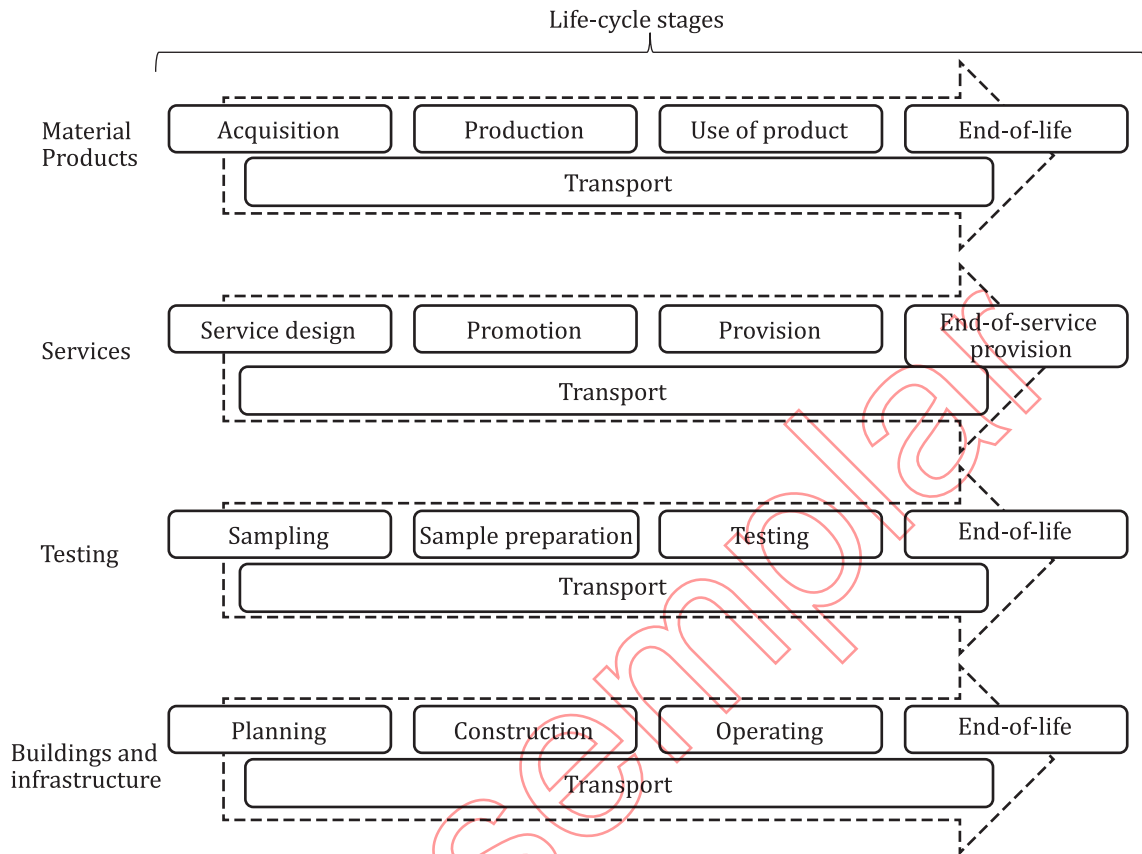 Life-cycle stages
Material
Products
Acquisition
Production
Use of product
End-of-life
Transport
Services
Service design
Promotion
Provision
End-of-service
provision
Transport
Testing
Sampling
Sample preparation
Testing
End-of-life
Transport
Buildings and
infrastructure
Planning
Construction
Operating
End-of-life
Transport
semplar